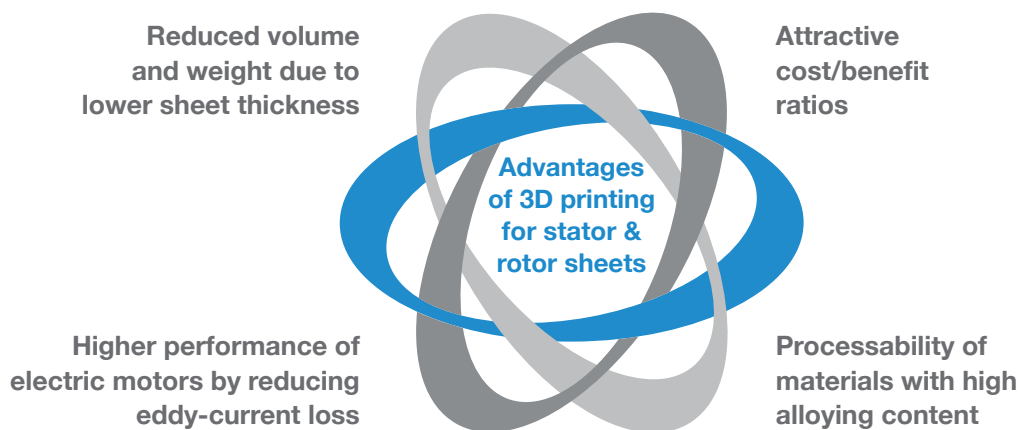 Reduced volume
and weight due to
lower sheet thickness
Attractive
cost/benefit
ratios
Advantages
of 3D printing
for stator &
rotor sheets
Higher performance of
electric motors by reducing
eddy-current loss
Processability of
materials with high
alloying content